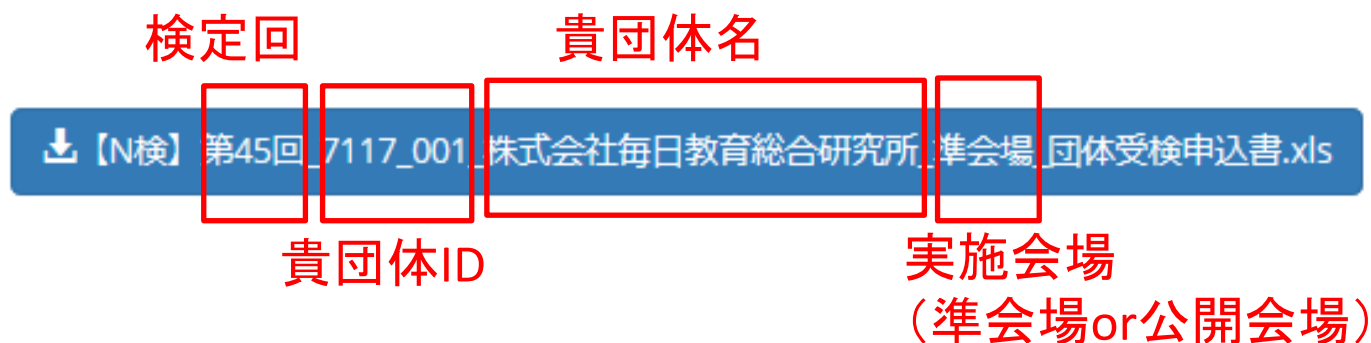 検定回
貴団体名
【N検】第45回_7117_001_株式会社毎日教育総合研究所_準会場_団体受検申込書.xls
貴団体ID
実施会場
（準会場or公開会場）